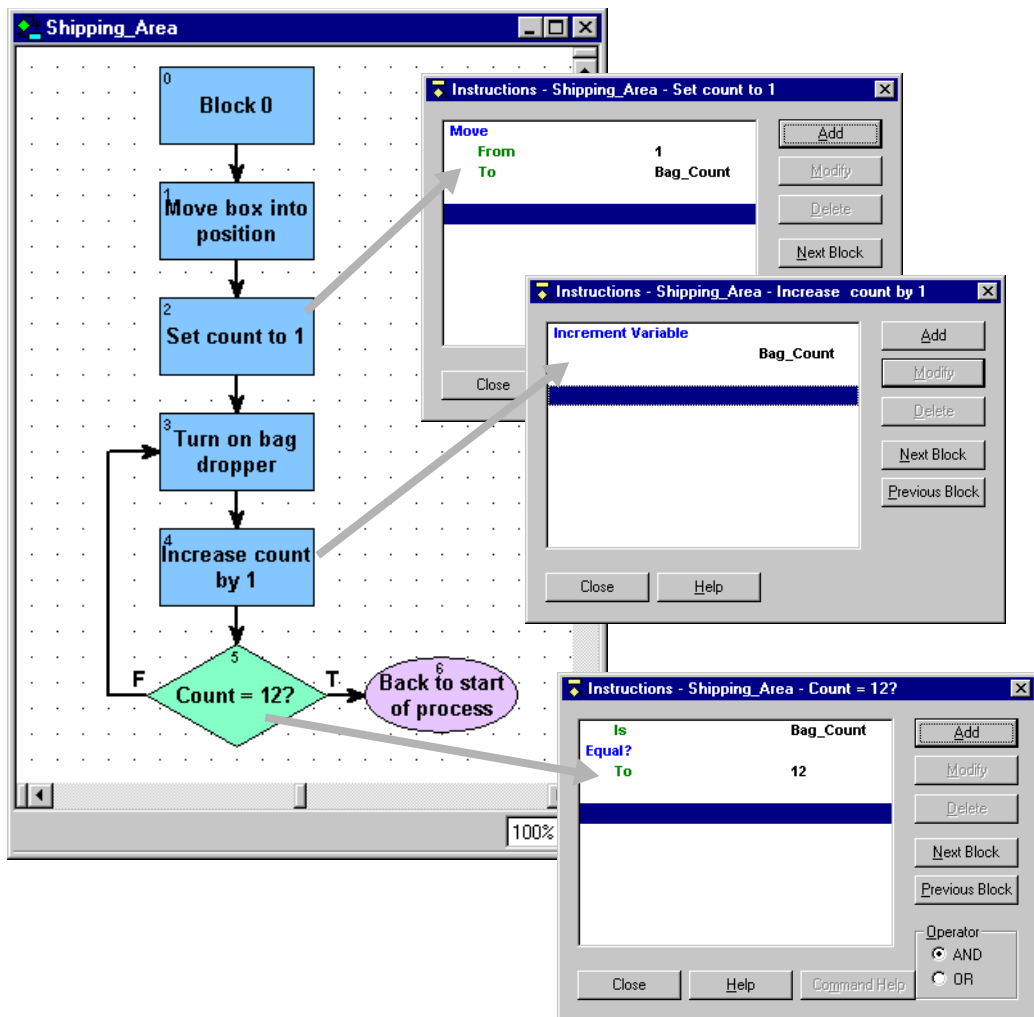 Shipping_Area
0
Block 0
1
Move box into
position
2
Set count to 1
3
Turn on bag
dropper
4
Increase count
by 1
5
Count = 12?
F
T
6
Back to start
of process
100%
Instructions - Shipping_Area - Set count to 1
Move
From 1
To Bag_Count
Add
Modify
Delete
Next Block
Close
Instructions - Shipping_Area - Increase count by 1
Increment Variable
Bag_Count
Add
Modify
Delete
Next Block
Previous Block
Close Help
Instructions - Shipping_Area - Count = 12?
Is Bag_Count
Equal?
To 12
Add
Modify
Delete
Next Block
Previous Block
Operator
AND
OR
Close Help Command Help